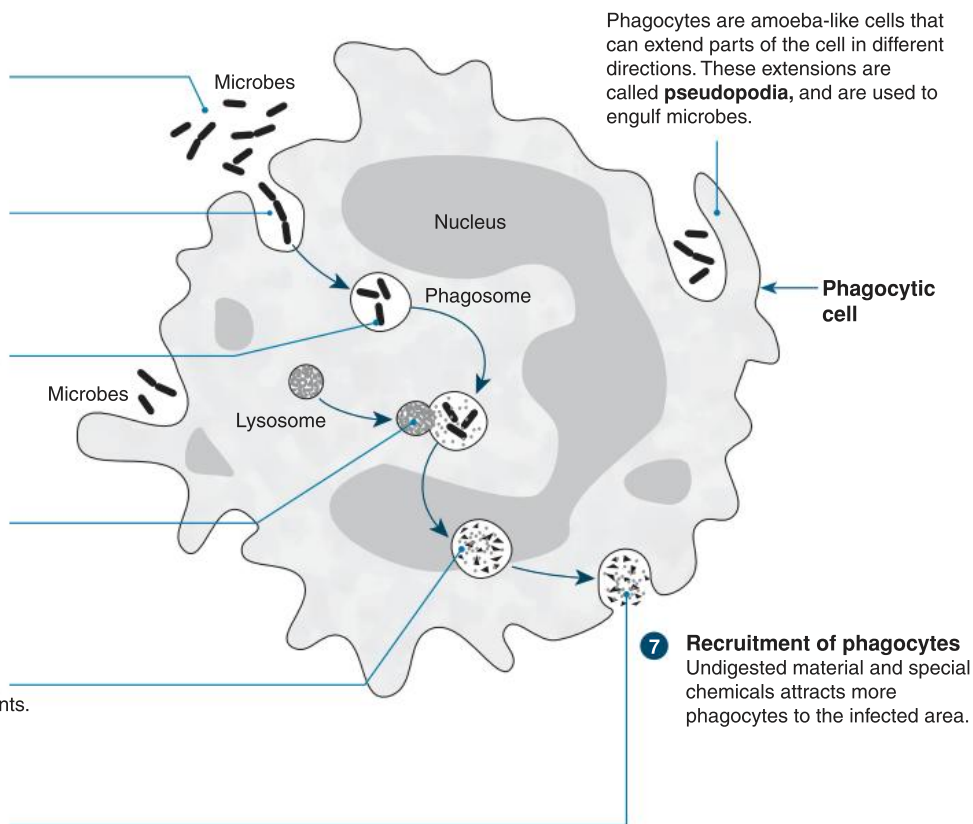 Phagocytes are amoeba-like cells that
can extend parts of the cell in different
directions. These extensions are
called pseudopodia, and are used to
engulf microbes.
Microbes
Nucleus
Phagosome
Phagocytic
cell
Microbes
Lysosome
7 Recruitment of phagocytes
Undigested material and special
chemicals attracts more
phagocytes to the infected area.
nts.